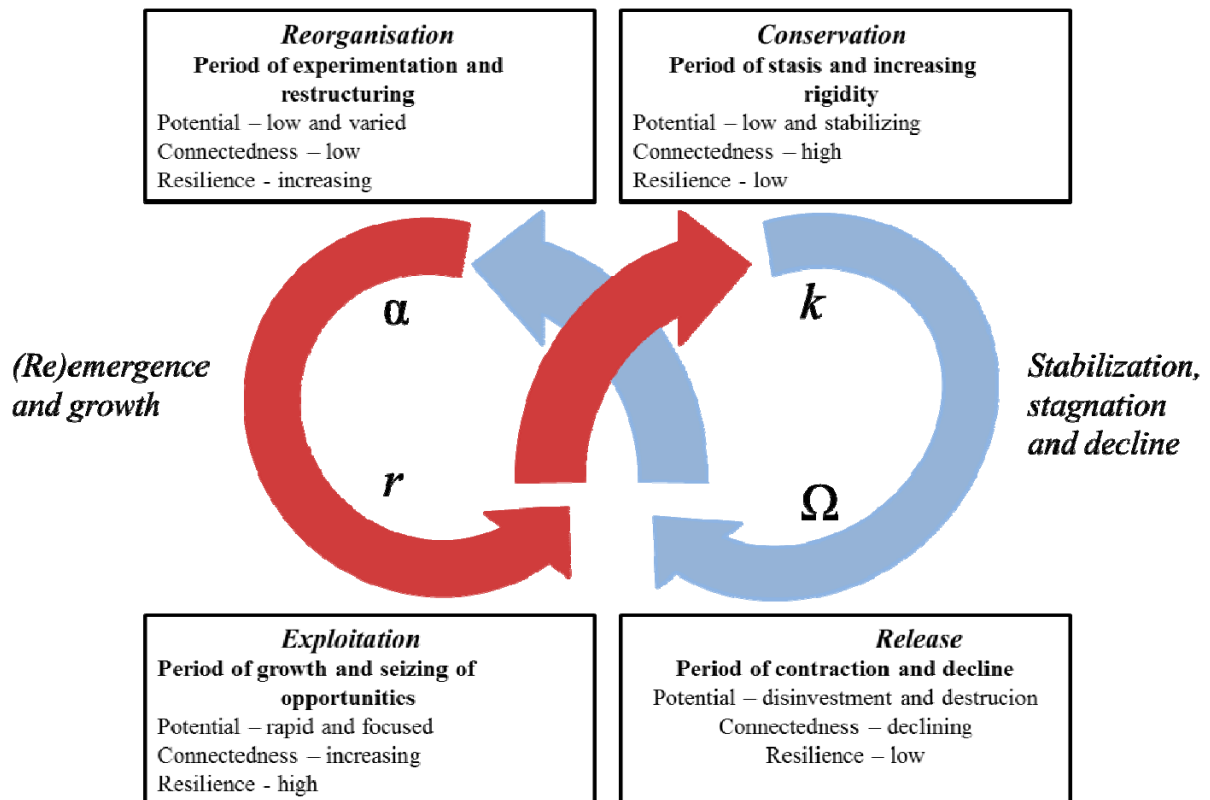 Reorganisation
Period of experimentation and
restructuring
Potential – low and varied
Connectedness – low
Resilience - increasing
Conservation
Period of stasis and increasing
rigidity
Potential – low and stabilizing
Connectedness – high
Resilience - low
α
k
(Re)emergence
and growth
Stabilization,
stagnation
and decline
r
Ω
Exploitation
Period of growth and seizing of
opportunities
Potential – rapid and focused
Connectedness – increasing
Resilience - high
Release
Period of contraction and decline
Potential – disinvestment and destrucion
Connectedness – declining
Resilience – low